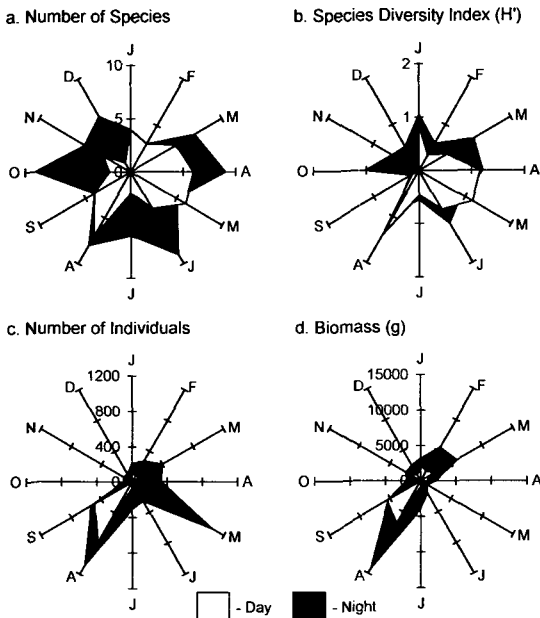 a. Number of Species
b. Species Diversity Index (H')
J
F
M
A
M
J
J
A
S
O
N
D
10
5
0
J
F
M
A
M
J
J
A
S
O
N
D
2
1
0
c. Number of Individuals
d. Biomass (g)
J
F
M
A
M
J
J
A
S
O
N
D
1200
800
400
0
J
F
M
A
M
J
J
A
S
O
N
D
15000
10000
5000
0
- Day
- Night